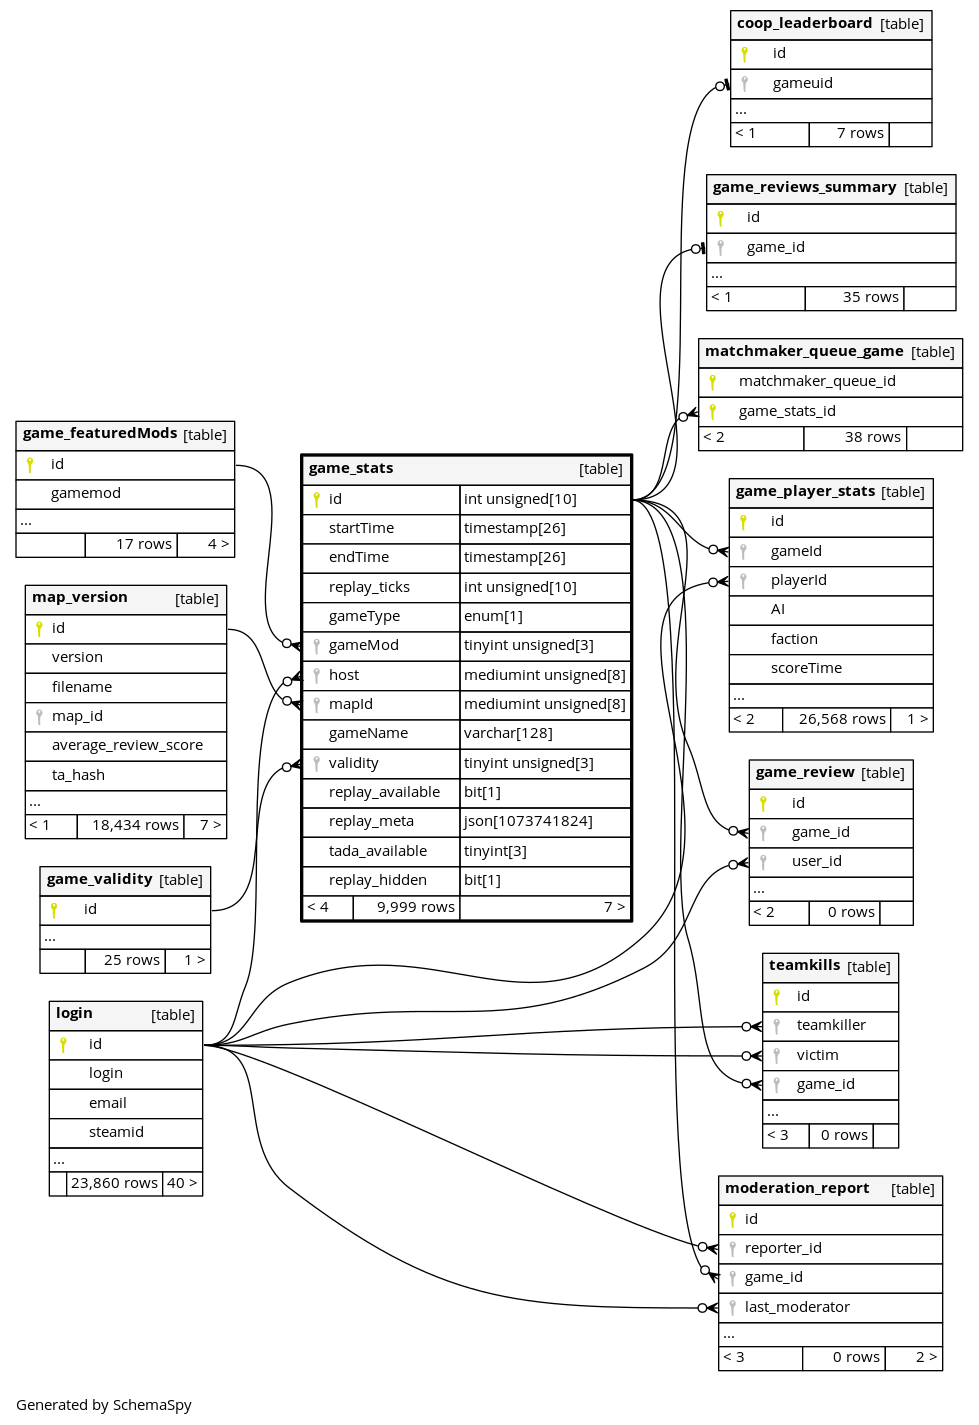 coop_leaderboard [table]
id
gameuid
...
< 1 7 rows
game_reviews_summary [table]
id
game_id
...
< 1 35 rows
matchmaker_queue_game [table]
matchmaker_queue_id
game_stats_id
< 2 38 rows
game_featuredMods [table]
id
gamemod
...
17 rows 4 >
map_version [table]
id
version
filename
map_id
average_review_score
ta_hash
...
< 1 18,434 rows 7 >
game_validity [table]
id
...
25 rows 1 >
login [table]
id
login
email
steamid
...
23,860 rows 40 >
game_stats [table]
id int unsigned[10]
startTime timestamp[26]
endTime timestamp[26]
replay_ticks int unsigned[10]
gameType enum[1]
gameMod tinyint unsigned[3]
host mediumint unsigned[8]
mapId mediumint unsigned[8]
gameName varchar[128]
validity tinyint unsigned[3]
replay_available bit[1]
replay_meta json[1073741824]
tada_available tinyint[3]
replay_hidden bit[1]
< 4 9,999 rows 7 >
game_player_stats [table]
id
gameId
playerId
AI
faction
scoreTime
...
< 2 26,568 rows 1 >
game_review [table]
id
game_id
user_id
...
< 2 0 rows
teamkills [table]
id
teamkiller
victim
game_id
...
< 3 0 rows
moderation_report [table]
id
reporter_id
game_id
last_moderator
...
< 3 0 rows 2 >
Generated by SchemaSpy